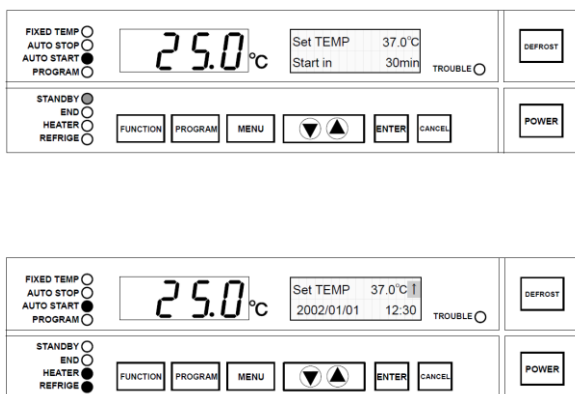 FIXED TEMP
AUTO STOP
AUTO START
PROGRAM
25.0°C
Set TEMP 37.0°C
Start in 30min
TROUBLE
DEFROST
STANDBY
END
HEATER
REFRIGE
FUNCTION PROGRAM MENU ENTER CANCEL
POWER
FIXED TEMP
AUTO STOP
AUTO START
PROGRAM
25.0°C
Set TEMP 37.0°C ↑
2002/01/01 12:30
TROUBLE
DEFROST
STANDBY
END
HEATER
REFRIGE
FUNCTION PROGRAM MENU ENTER CANCEL
POWER